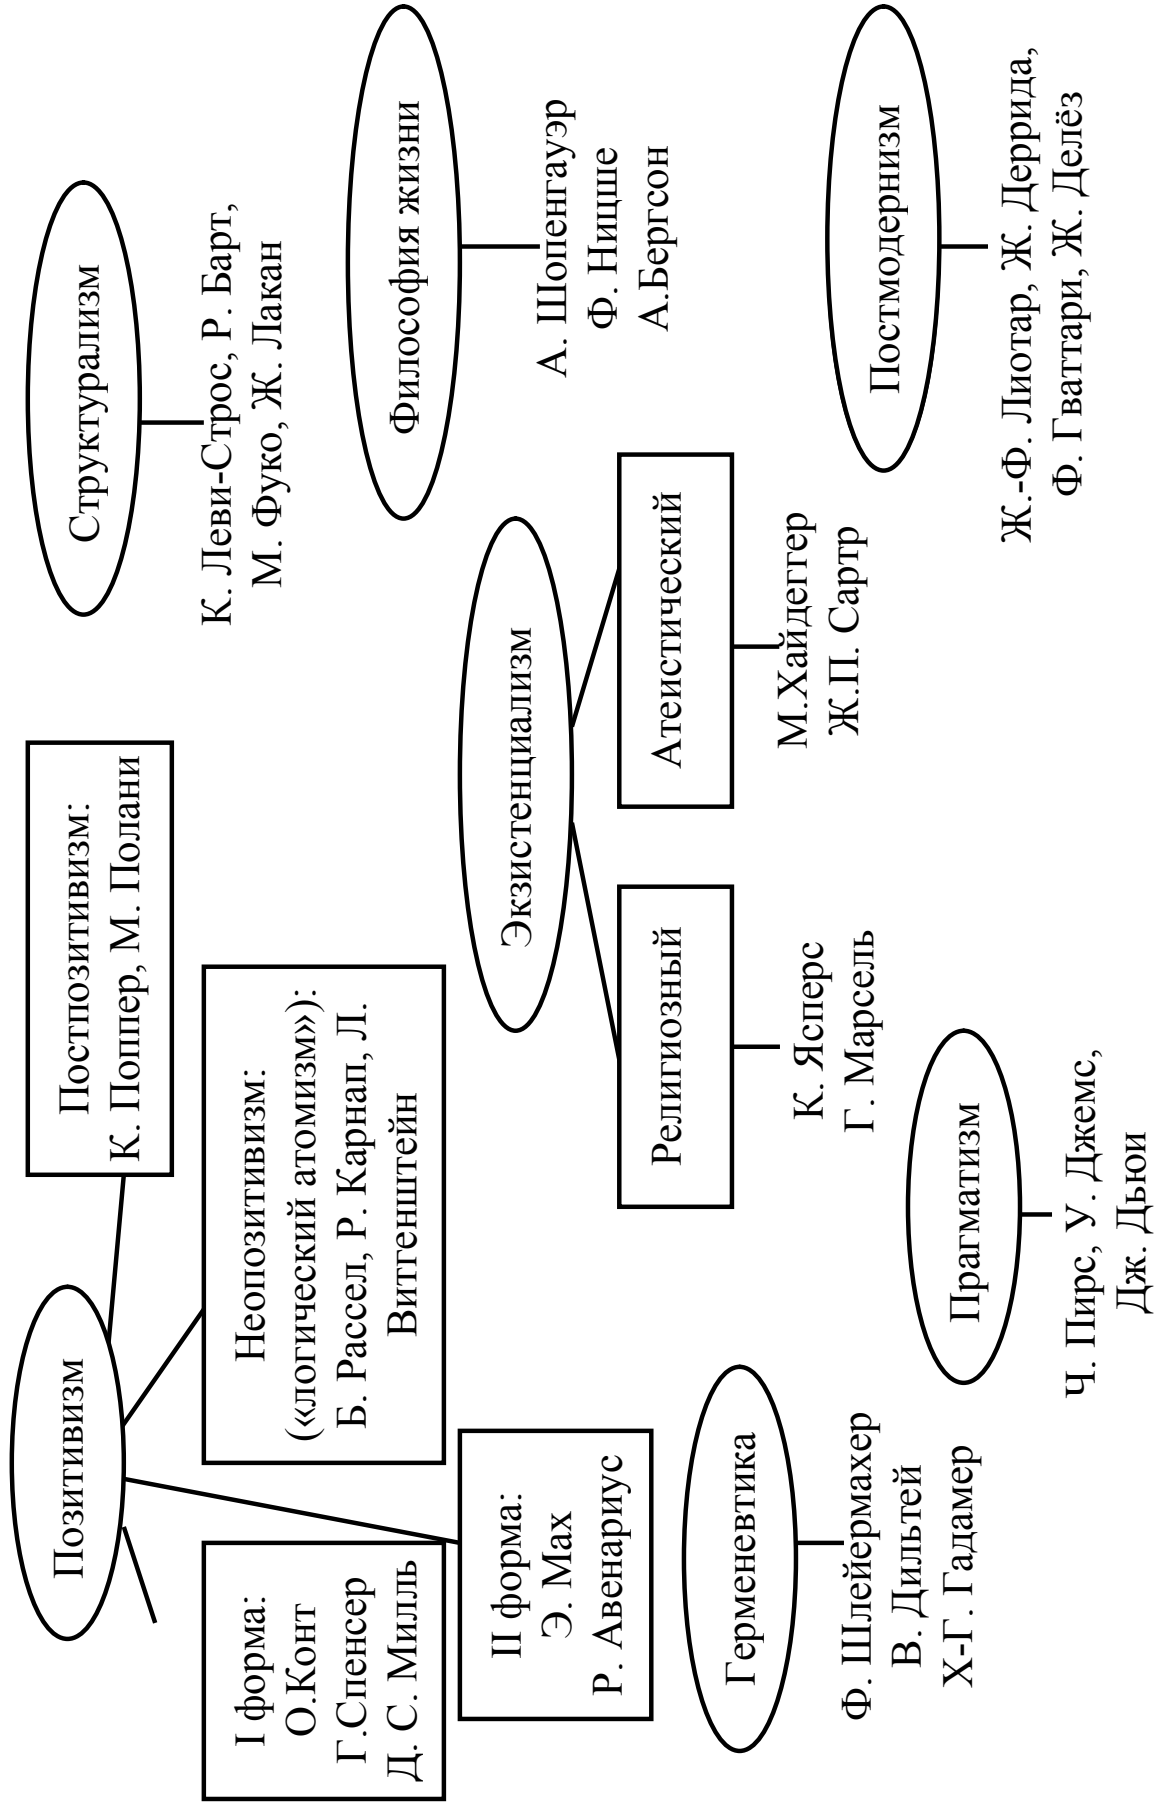 Позитивизм
Постпозитивизм:
К. Поппер, М. Полани
Структурализм
К. Леви-Строс, Р. Барт,
М. Фуко, Ж. Лакан
I форма:
О.Конт
Г.Спенсер
Д. С. Милль
Неопозитивизм:
(«логический атомизм»):
Б. Рассел, Р. Карнап, Л.
Витгенштейн
II форма:
Э. Мах
Р. Авенариус
Экзистенциализм
Религиозный
К. Ясперс
Г. Марсель
Атеистический
М.Хайдеггер
Ж.П. Сартр
Философия жизни
А. Шопенгауэр
Ф. Ницше
А.Бергсон
Герменевтика
Ф. Шлейермахер
В. Дильтей
Х-Г. Гадамер
Прагматизм
Ч. Пирс, У. Джемс,
Дж. Дьюи
Постмодернизм
Ж.-Ф. Лиотар, Ж. Деррида,
Ф. Гваттари, Ж. Делёз